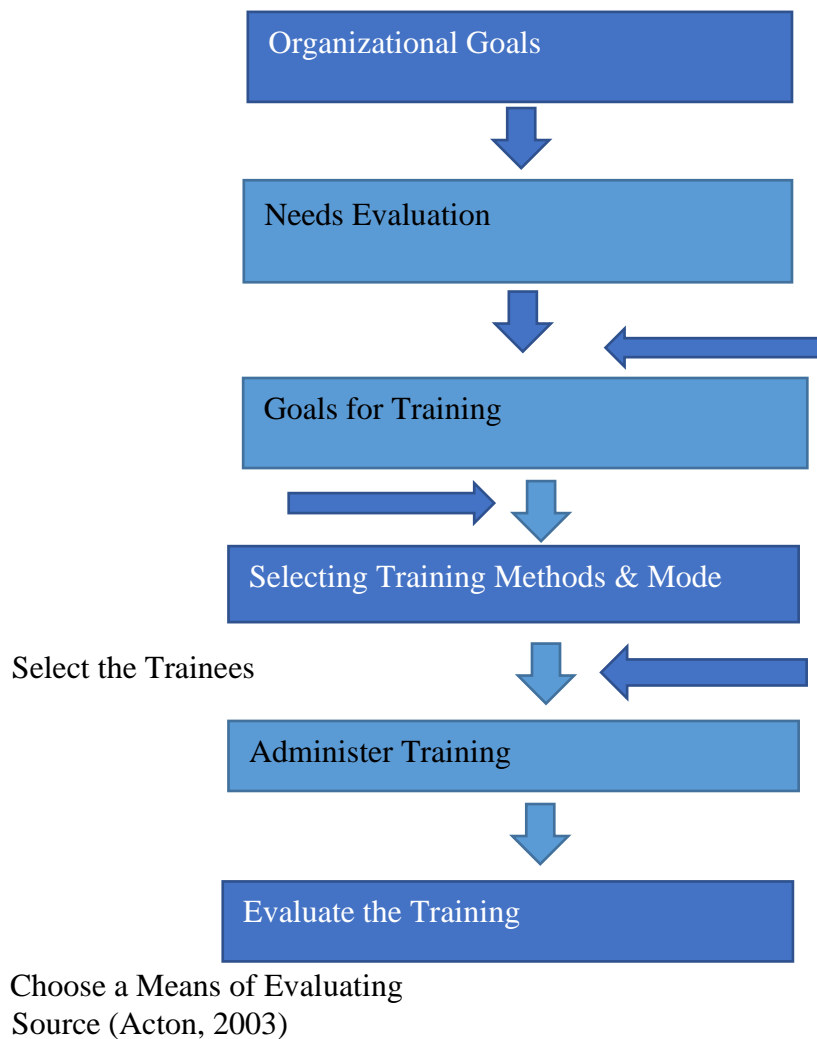 Organizational Goals
Needs Evaluation
Goals for Training
Selecting Training Methods & Mode
Select the Trainees
Administer Training
Evaluate the Training
Choose a Means of Evaluating
Source (Acton, 2003)